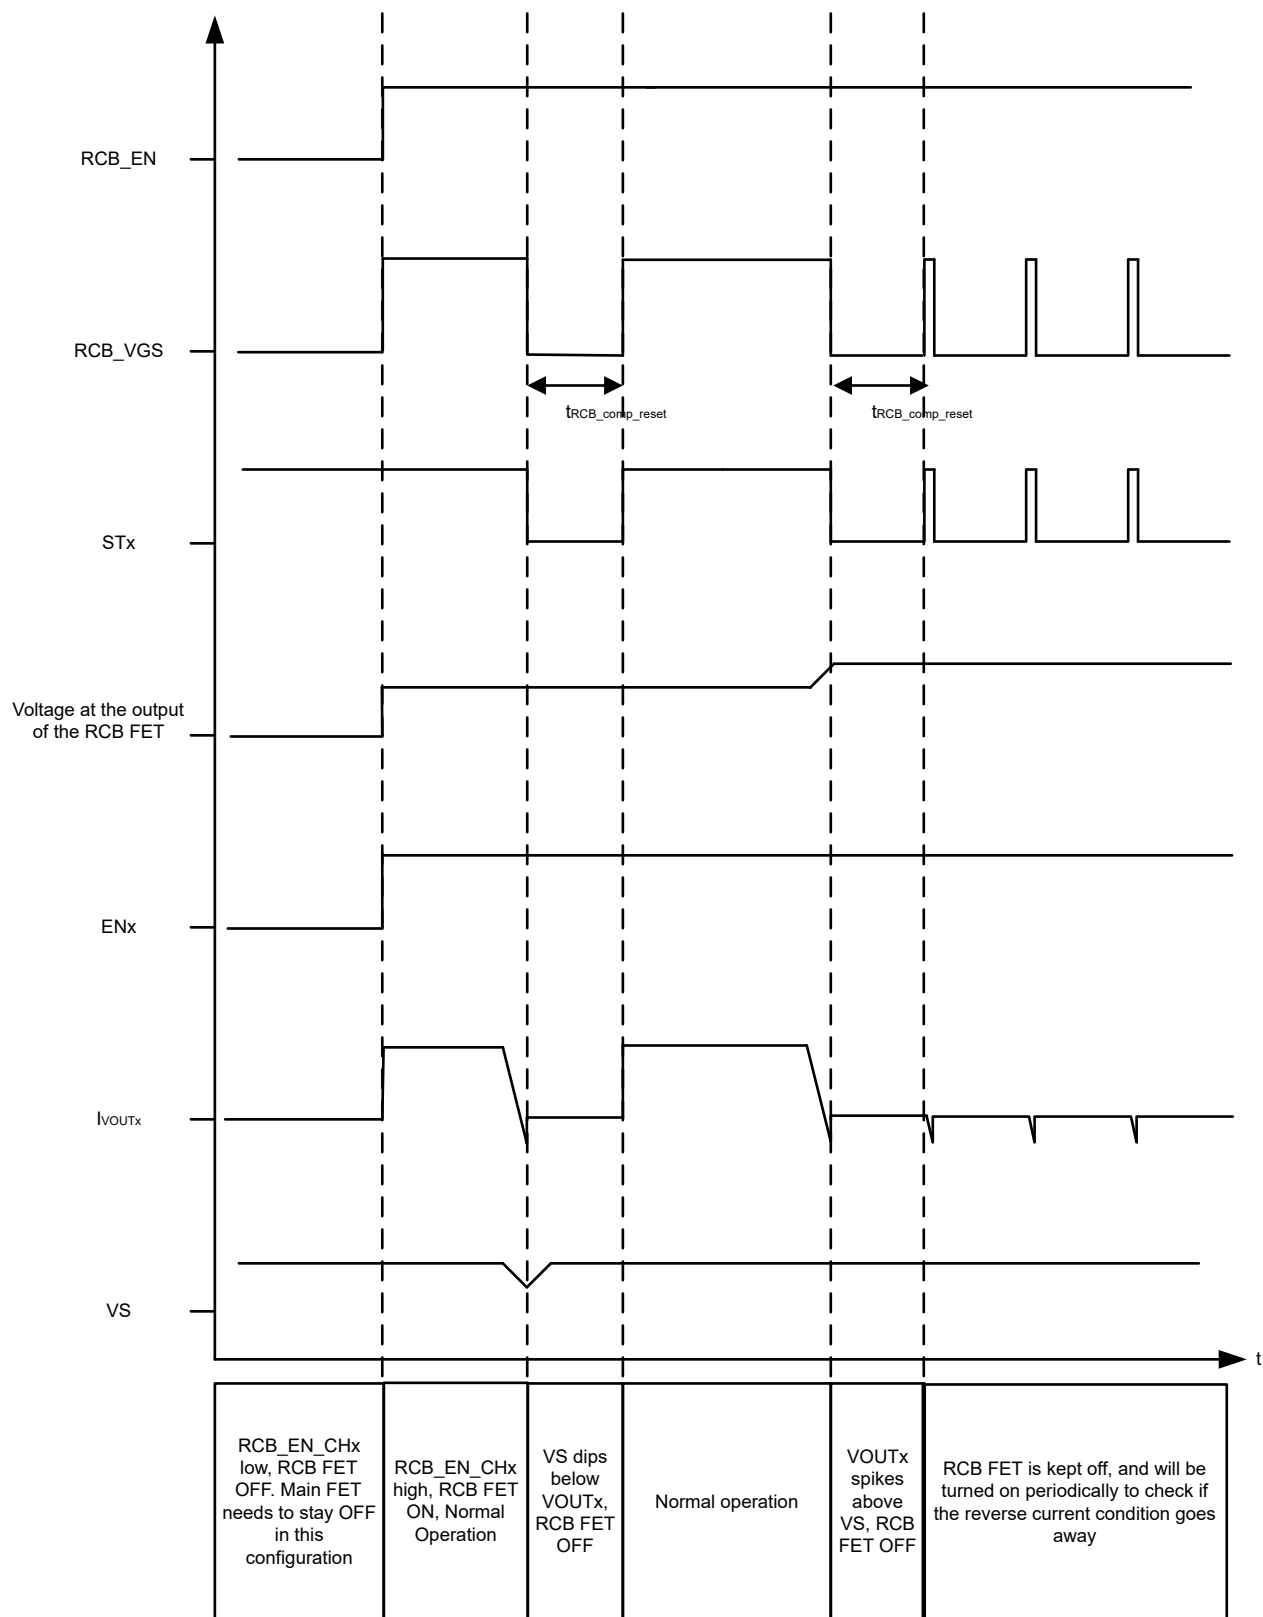 RCB_EN
RCB_VGS
tRCB_comp_reset
tRCB_comp_reset
STx
Voltage at the output
of the RCB FET
ENx
IVOUTx
VS
t
RCB_EN_CHx
low, RCB FET
OFF. Main FET
needs to stay OFF
in this
configuration
RCB_EN_CHx
high, RCB FET
ON, Normal
Operation
VS dips
below
VOUTx,
RCB FET
OFF
Normal operation
VOUTx
spikes
above
VS, RCB
FET OFF
RCB FET is kept off, and will be
turned on periodically to check if
the reverse current condition goes
away